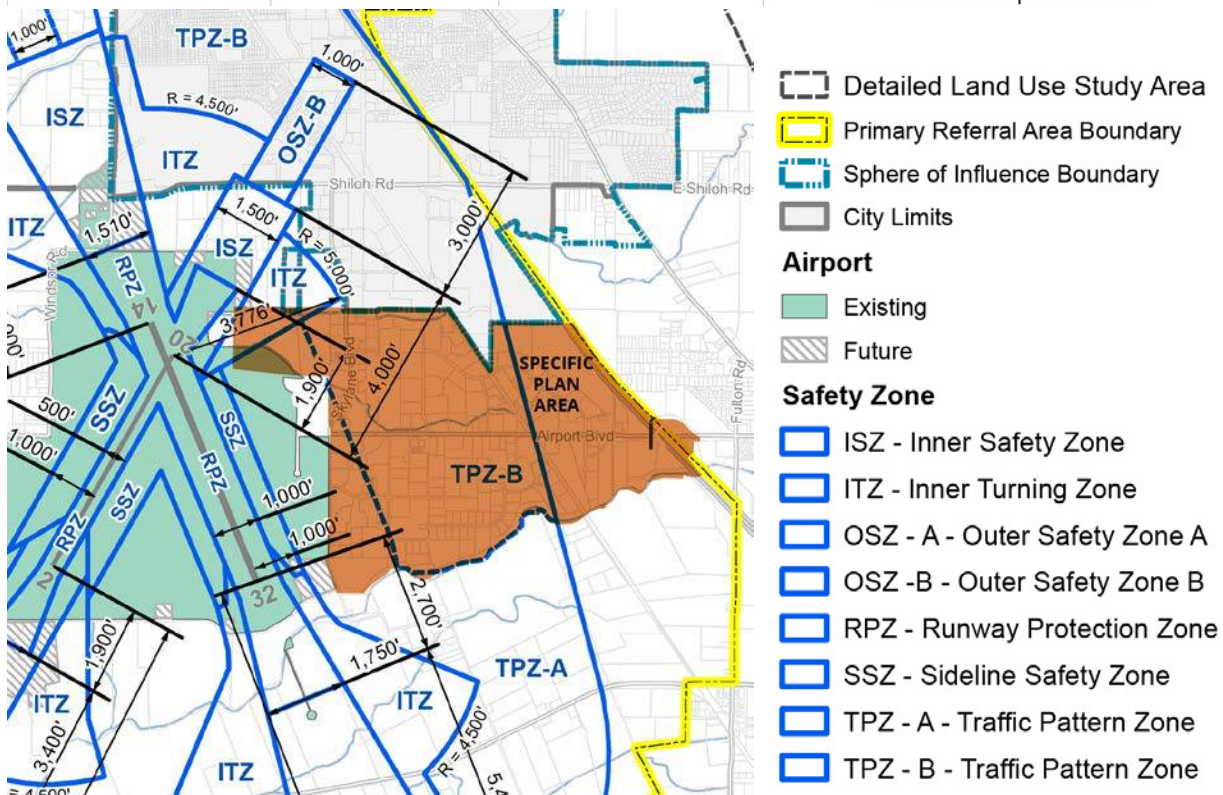 1,000'
TPZ-B
1,000'
R = 4,500'
ISZ
ITZ
OSZ-B
Shiloh Rd
E Shiloh Rd
ITZ
1,510'
1,500'
ISZ
R = 5,000'
ITZ
3,000'
Windsor Rd
RPZ
14
20
3,776'
1,900'
Skylane Blvd
4,000'
SPECIFIC
PLAN
AREA
Fulton Rd
Airport Blvd
500'
SSZ
SSZ
1,000'
RPZ
TPZ-B
SSZ
1,000'
1,000'
RPZ
2
32
2,700'
1,900'
1,750'
TPZ-A
ITZ
ITZ
3,400'
R = 4,500'
ITZ
Detailed Land Use Study Area
Primary Referral Area Boundary
Sphere of Influence Boundary
City Limits
Airport
Existing
Future
Safety Zone
ISZ - Inner Safety Zone
ITZ - Inner Turning Zone
OSZ - A - Outer Safety Zone A
OSZ -B - Outer Safety Zone B
RPZ - Runway Protection Zone
SSZ - Sideline Safety Zone
TPZ - A - Traffic Pattern Zone
TPZ - B - Traffic Pattern Zone